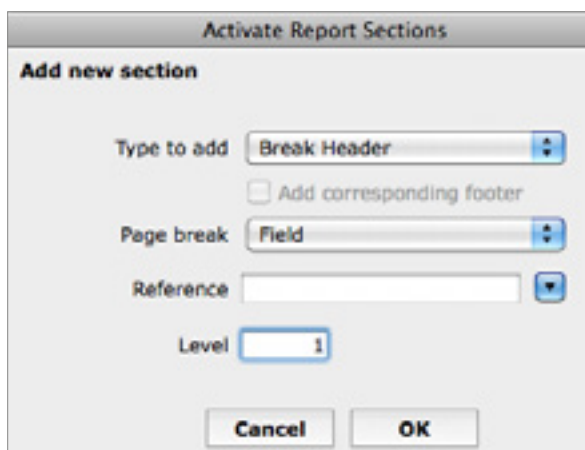 Activate Report Sections
Add new section
Type to add Break Header
Add corresponding footer
Page break Field
Reference
Level 1
Cancel OK